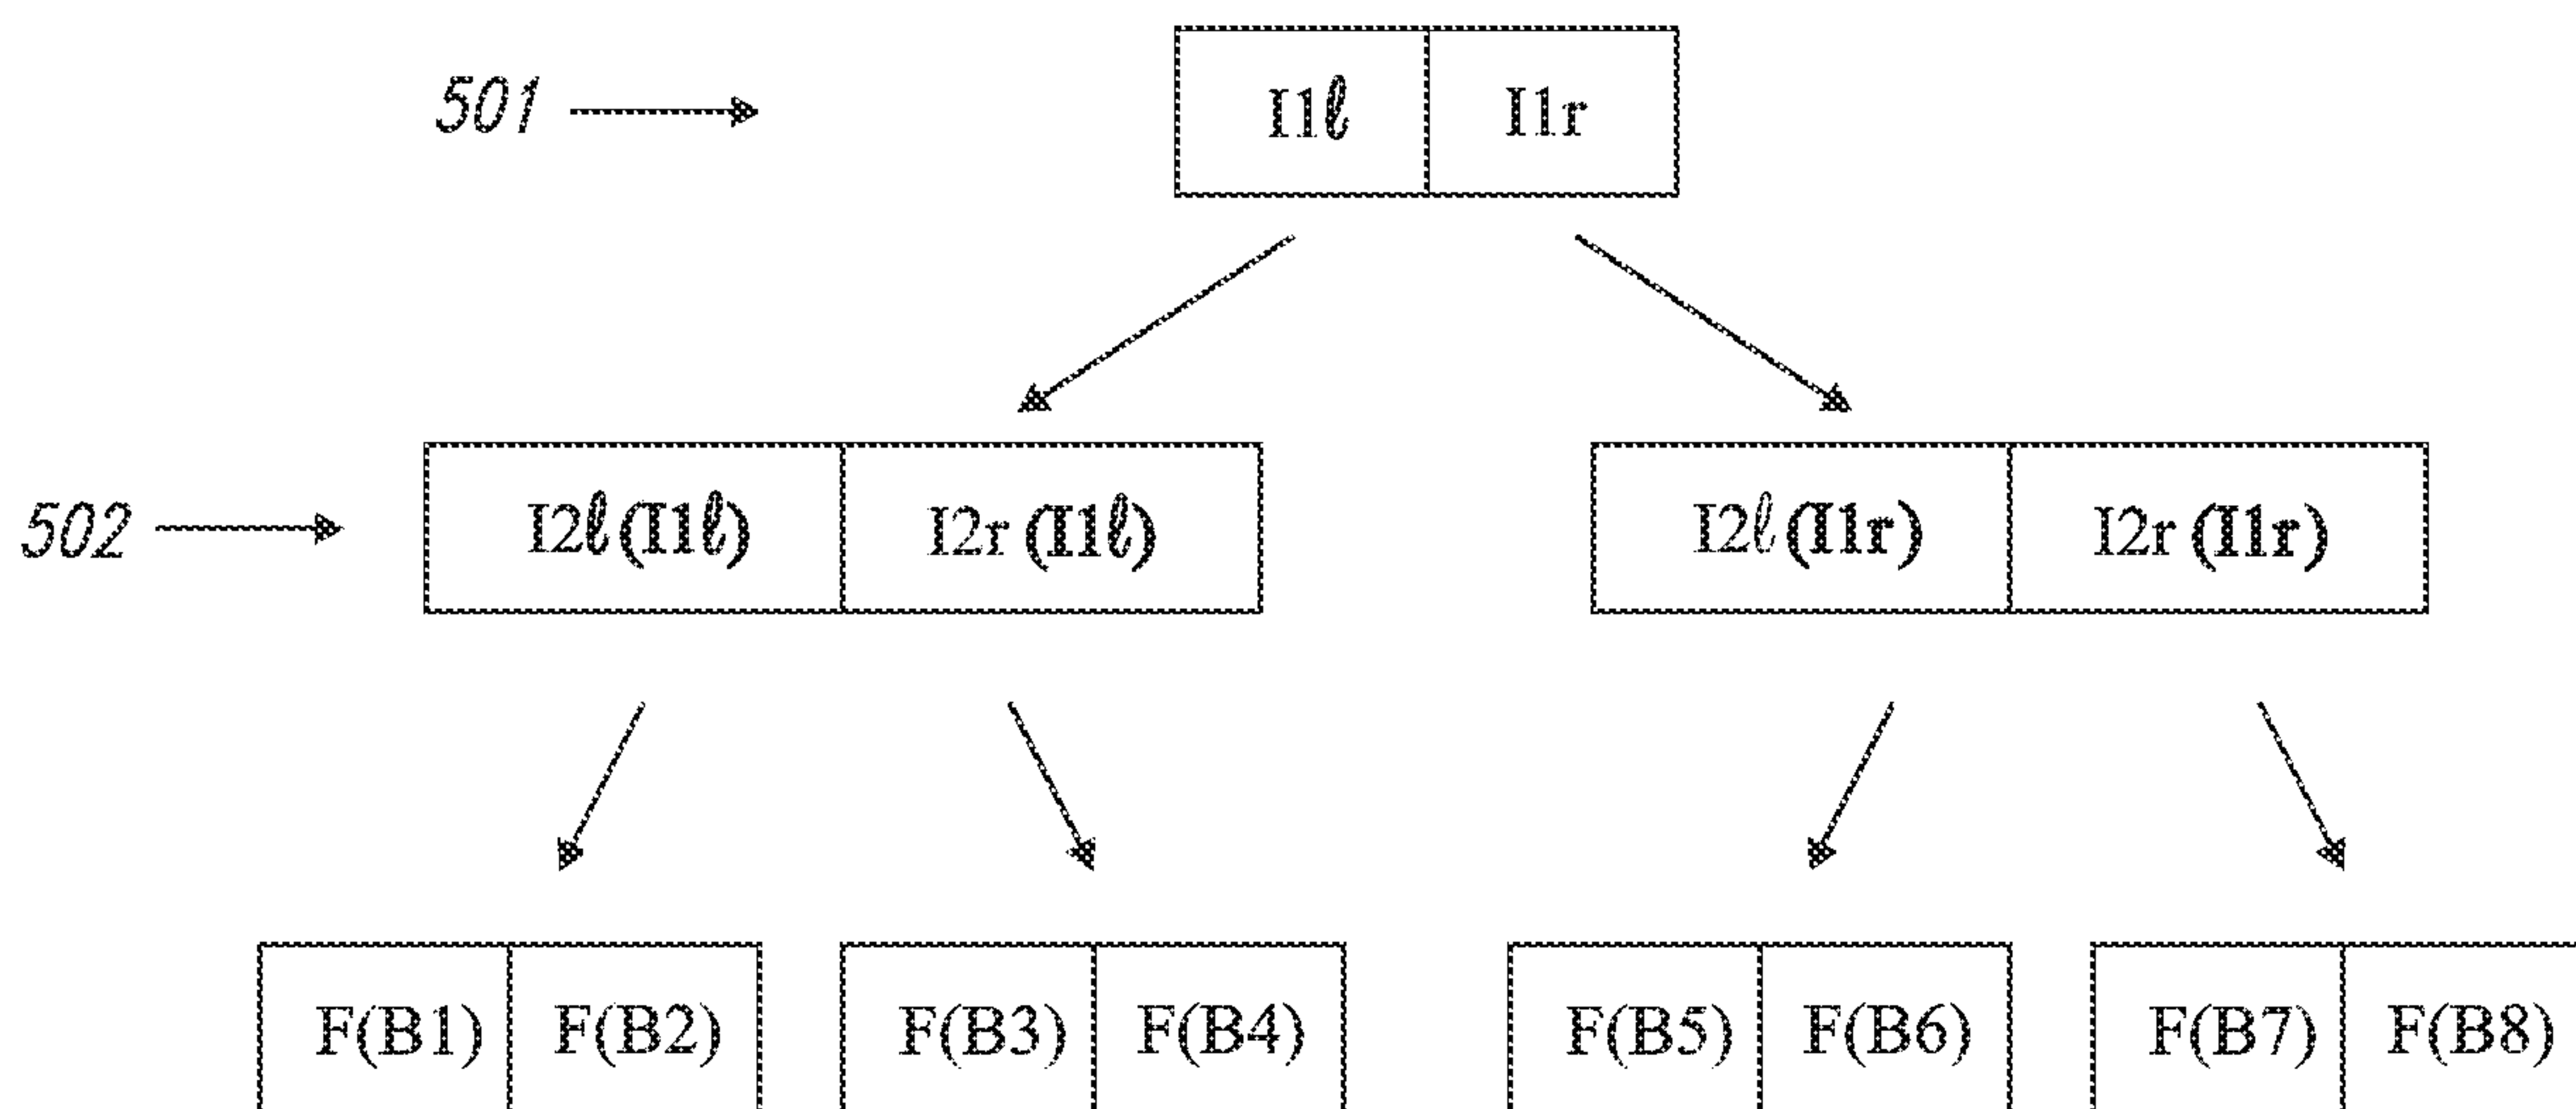 501 I1ℓ I1r
502 I2ℓ(I1ℓ) I2r(I1ℓ) I2ℓ(I1r) I2r(I1r)
F(B1) F(B2) F(B3) F(B4) F(B5) F(B6) F(B7) F(B8)